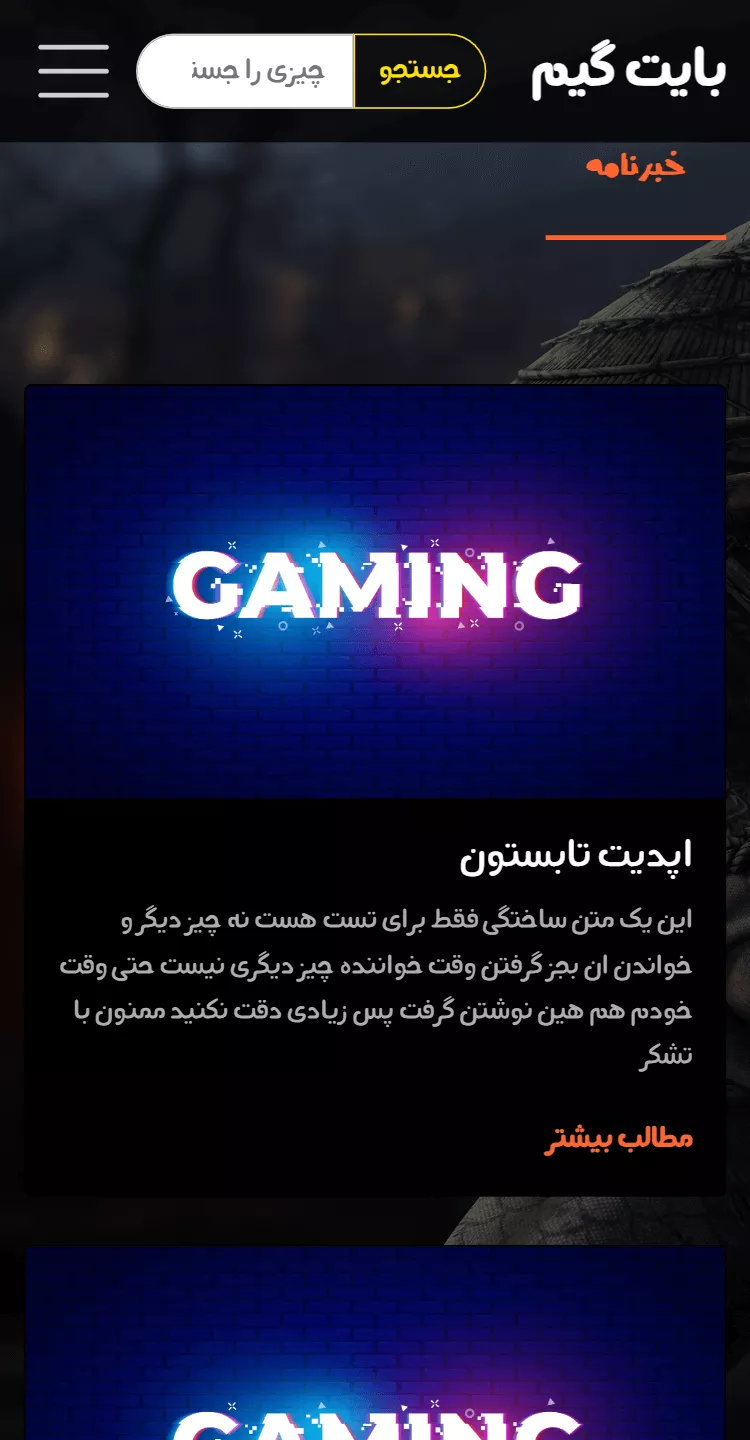 بایت گیم
جستجو
چیزی را جسن
خبرنامه
GAMING
اپدیت تابستون
این یک متن ساختگی فقط برای تست هست نه چیز دیگر و
خواندن ان بجز گرفتن وقت خواننده چیز دیگری نیست حتی وقت
خودم هم هین نوشتن گرفت پس زیادی دقت نکنید ممنون با
تشکر
مطالب بیشتر
GAMING